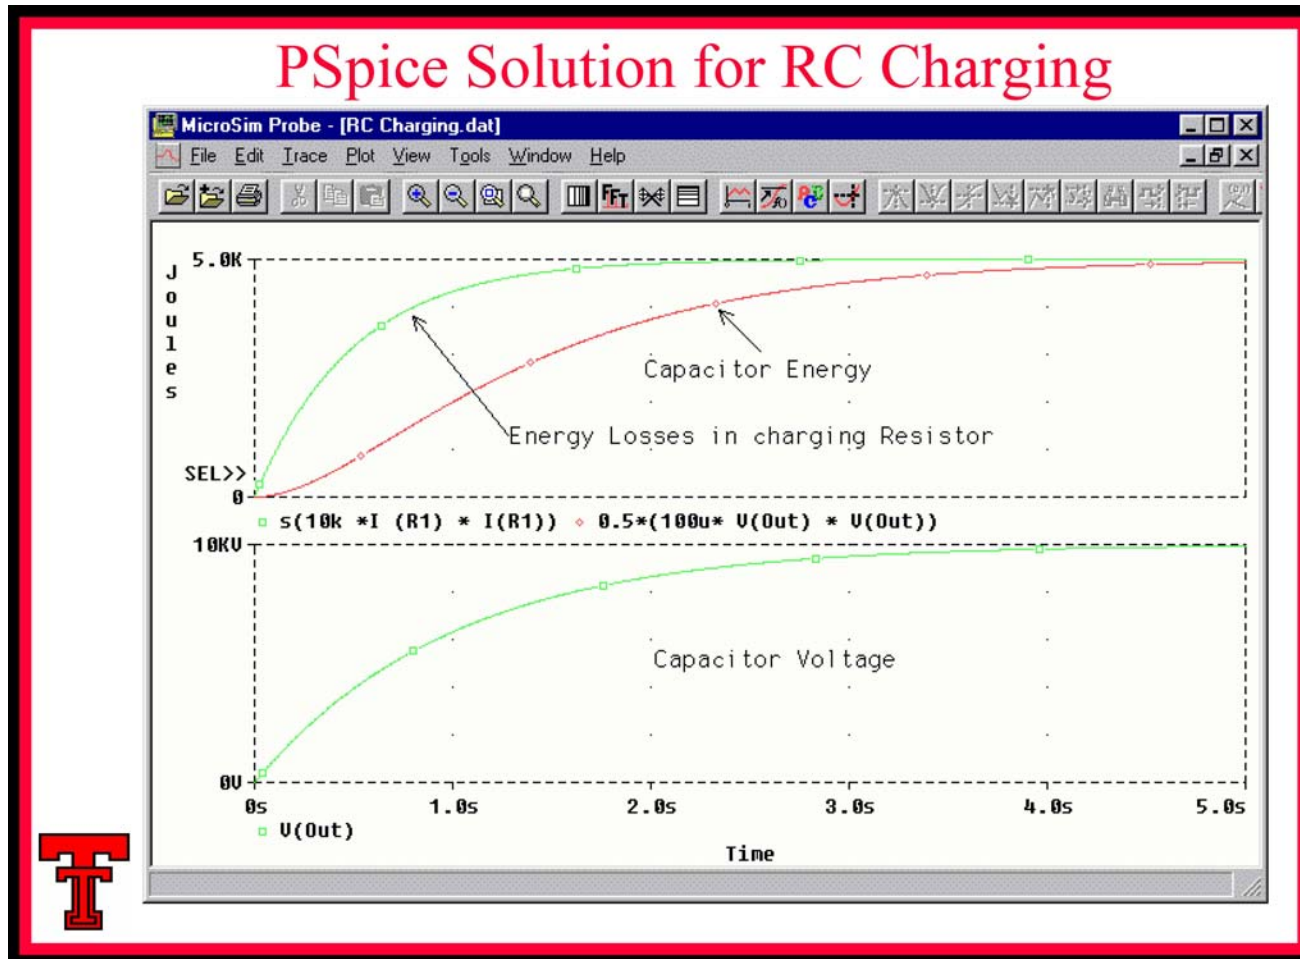 PSpice Solution for RC Charging
MicroSim Probe - [RC Charging.dat]
File Edit Trace Plot View Tools Window Help
FFT
Joules
5.0K
Capacitor Energy
Energy Losses in charging Resistor
SEL>>
0
s(10k *I (R1) * I(R1)) 0.5*(100u* V(Out) * V(Out))
10KV
Capacitor Voltage
0V
0s 1.0s 2.0s 3.0s 4.0s 5.0s
V(Out)
Time